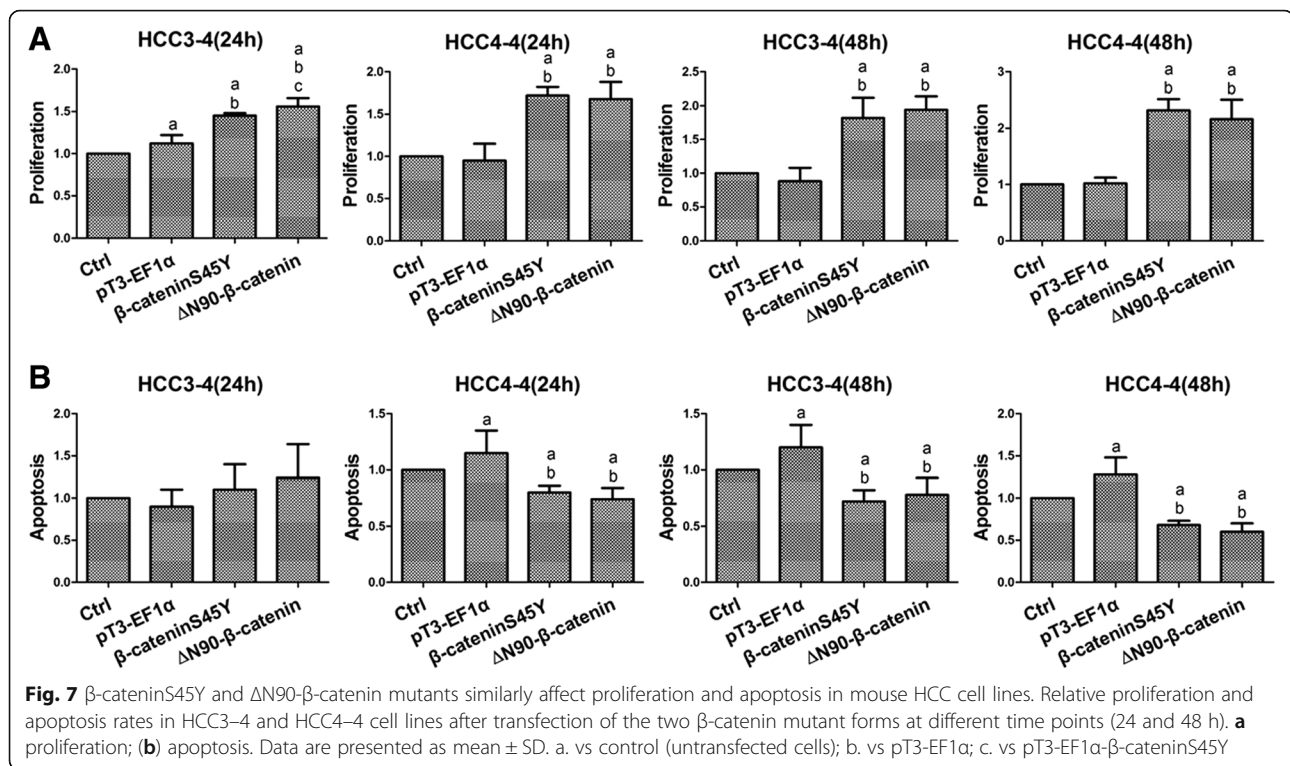 A
HCC3-4(24h)
a
b
c
a
b
a
2.0
1.5
1.0
0.5
0.0
Proliferation
Ctrl
pT3-EF1α
β-cateninS45Y
ΔN90-β-catenin
HCC4-4(24h)
a
b
a
b
2.0
1.5
1.0
0.5
0.0
Proliferation
Ctrl
pT3-EF1α
β-cateninS45Y
ΔN90-β-catenin
HCC3-4(48h)
a
b
a
b
2.5
2.0
1.5
1.0
0.5
0.0
Proliferation
Ctrl
pT3-EF1α
β-cateninS45Y
ΔN90-β-catenin
HCC4-4(48h)
a
b
a
b
3
2
1
0
Proliferation
Ctrl
pT3-EF1α
β-cateninS45Y
ΔN90-β-catenin
B
HCC3-4(24h)
2.0
1.5
1.0
0.5
0.0
Apoptosis
Ctrl
pT3-EF1α
β-cateninS45Y
ΔN90-β-catenin
HCC4-4(24h)
a
a
b
a
b
1.5
1.0
0.5
0.0
Apoptosis
Ctrl
pT3-EF1α
β-cateninS45Y
ΔN90-β-catenin
HCC3-4(48h)
a
a
b
a
b
1.5
1.0
0.5
0.0
Apoptosis
Ctrl
pT3-EF1α
β-cateninS45Y
ΔN90-β-catenin
HCC4-4(48h)
a
a
b
a
b
2.0
1.5
1.0
0.5
0.0
Apoptosis
Ctrl
pT3-EF1α
β-cateninS45Y
ΔN90-β-catenin
Fig. 7 β-cateninS45Y and ΔN90-β-catenin mutants similarly affect proliferation and apoptosis in mouse HCC cell lines. Relative proliferation and
apoptosis rates in HCC3–4 and HCC4–4 cell lines after transfection of the two β-catenin mutant forms at different time points (24 and 48 h). a
proliferation; (b) apoptosis. Data are presented as mean ± SD. a. vs control (untransfected cells); b. vs pT3-EF1α; c. vs pT3-EF1α-β-cateninS45Y